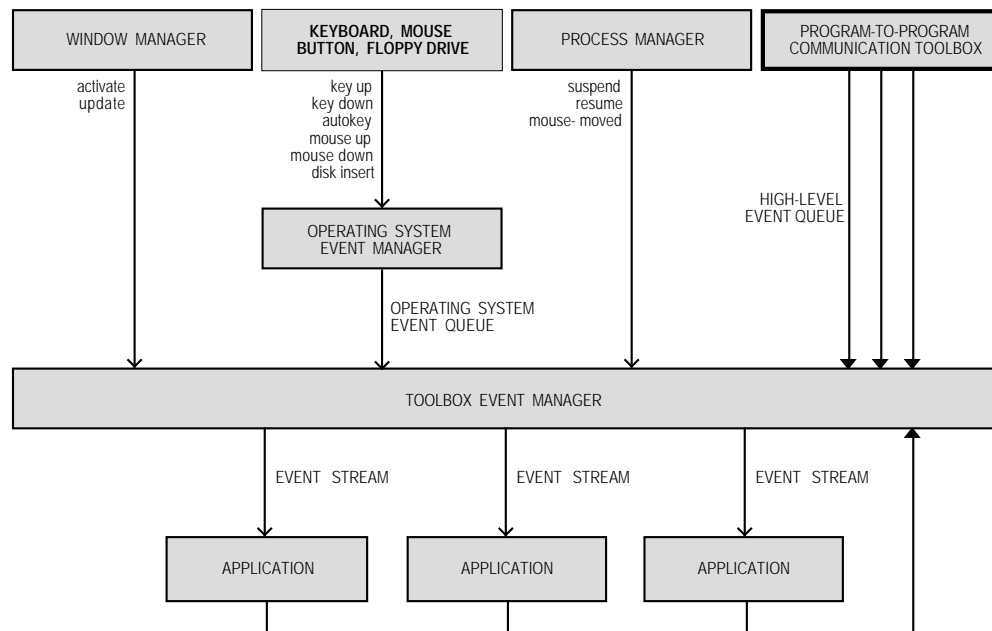 WINDOW MANAGER
KEYBOARD, MOUSE
BUTTON, FLOPPY DRIVE
PROCESS MANAGER
PROGRAM-TO-PROGRAM
COMMUNICATION TOOLBOX
activate
update
key up
key down
autokey
mouse up
mouse down
disk insert
suspend
resume
mouse- moved
HIGH-LEVEL
EVENT QUEUE
OPERATING SYSTEM
EVENT MANAGER
OPERATING SYSTEM
EVENT QUEUE
TOOLBOX EVENT MANAGER
EVENT STREAM
EVENT STREAM
EVENT STREAM
APPLICATION
APPLICATION
APPLICATION